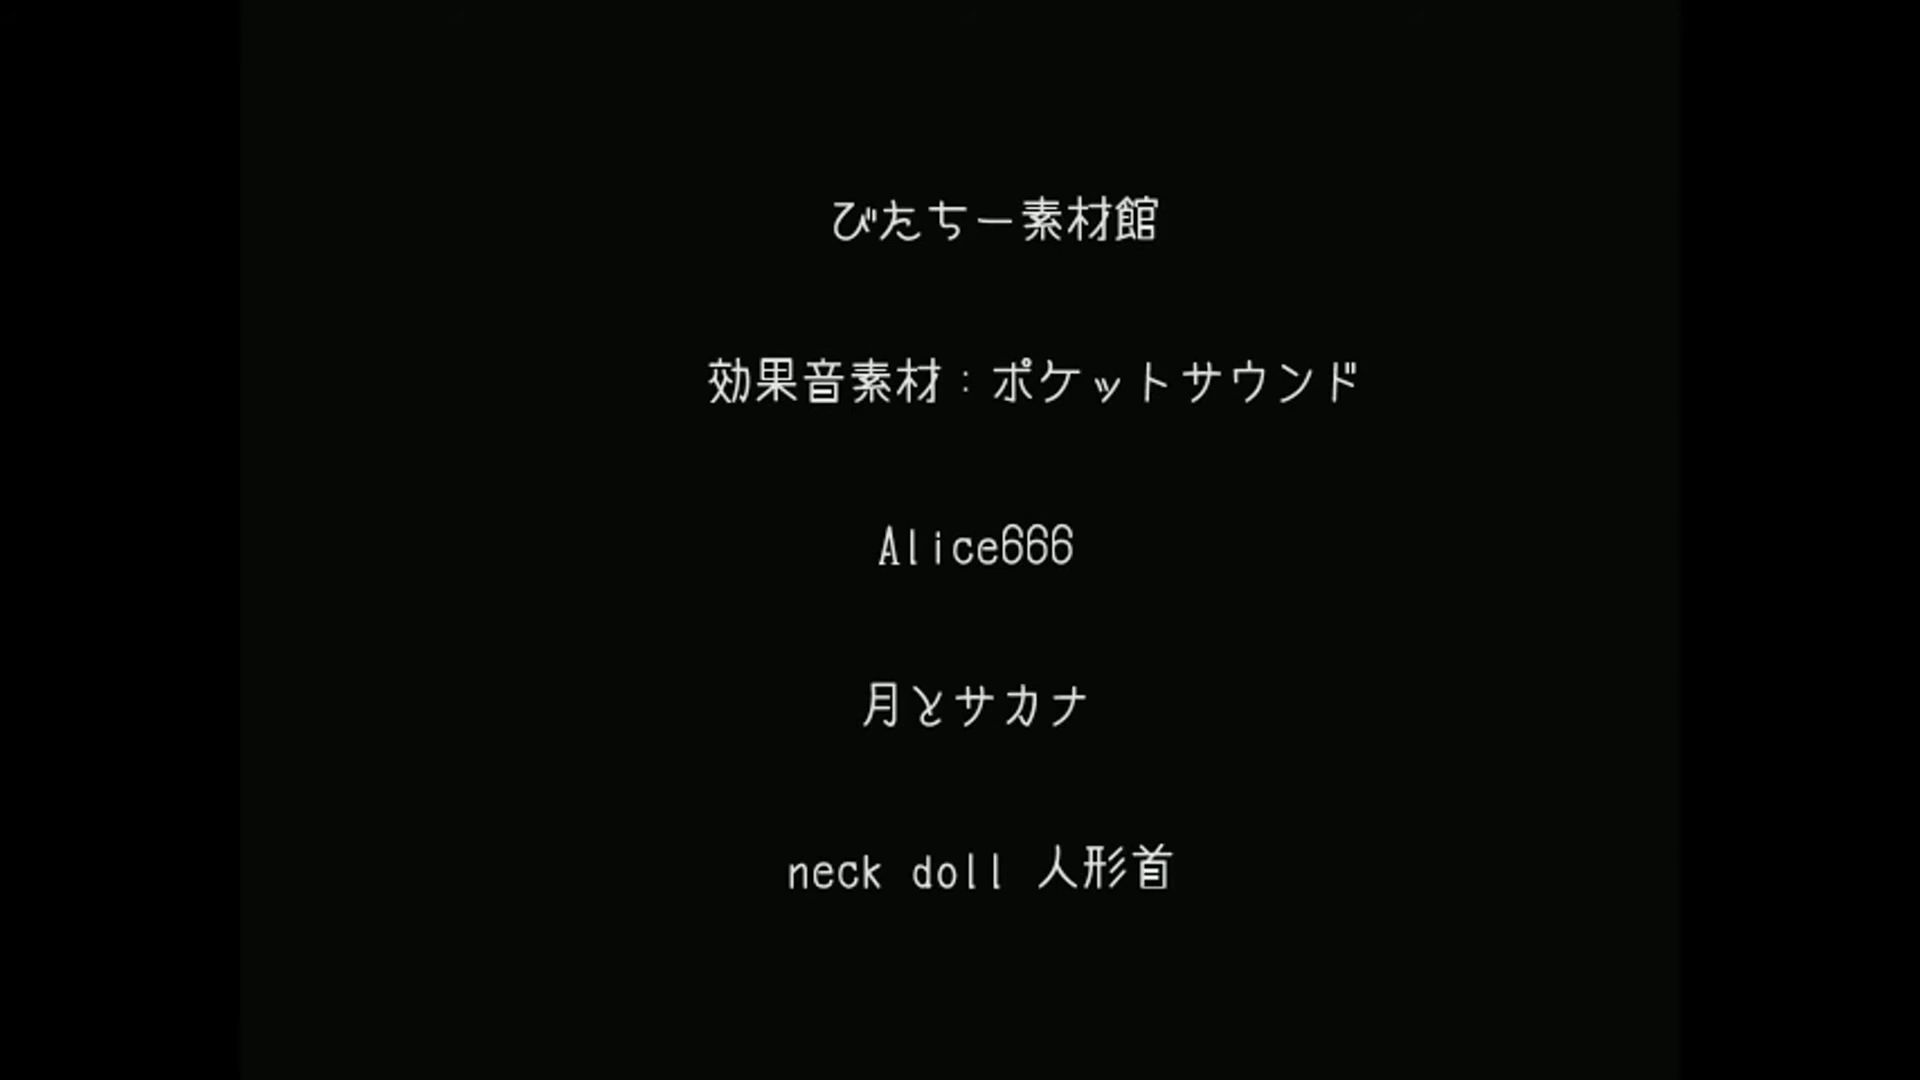 びたちー素材館
効果音素材：ポケットサウンド
Alice666
月とサカナ
neck doll 人形首